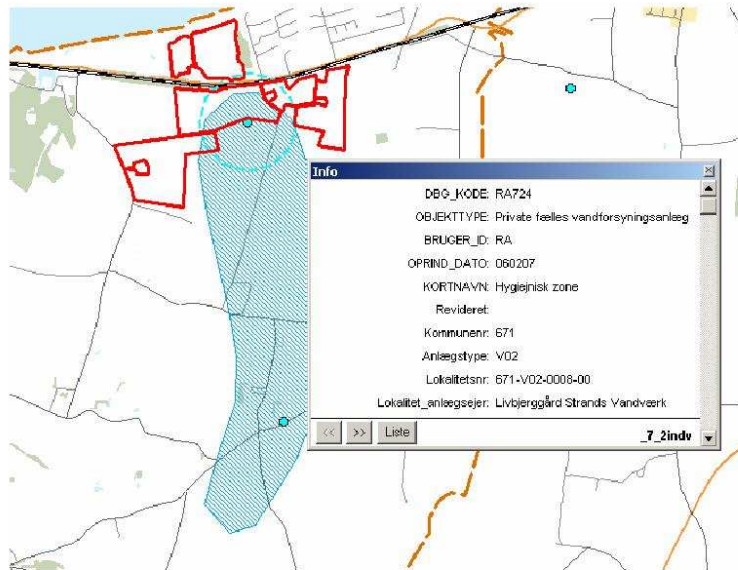 Info
DBG_KODE: RA724
OBJEKTTYPE: Private fælles vandforsyningsanlæg
BRUGER_ID: RA
OPRIND_DATO: 060207
KORTNAVN: Hygiejnisk zone
Revideret:
Kommunenr: 671
Anlægstype: V02
Lokalitetsnr: 671-V02-0008-00
Lokalitet_anlægsejer: Livbjerggård Strands Vandværk
<< >> Liste _7_2indv